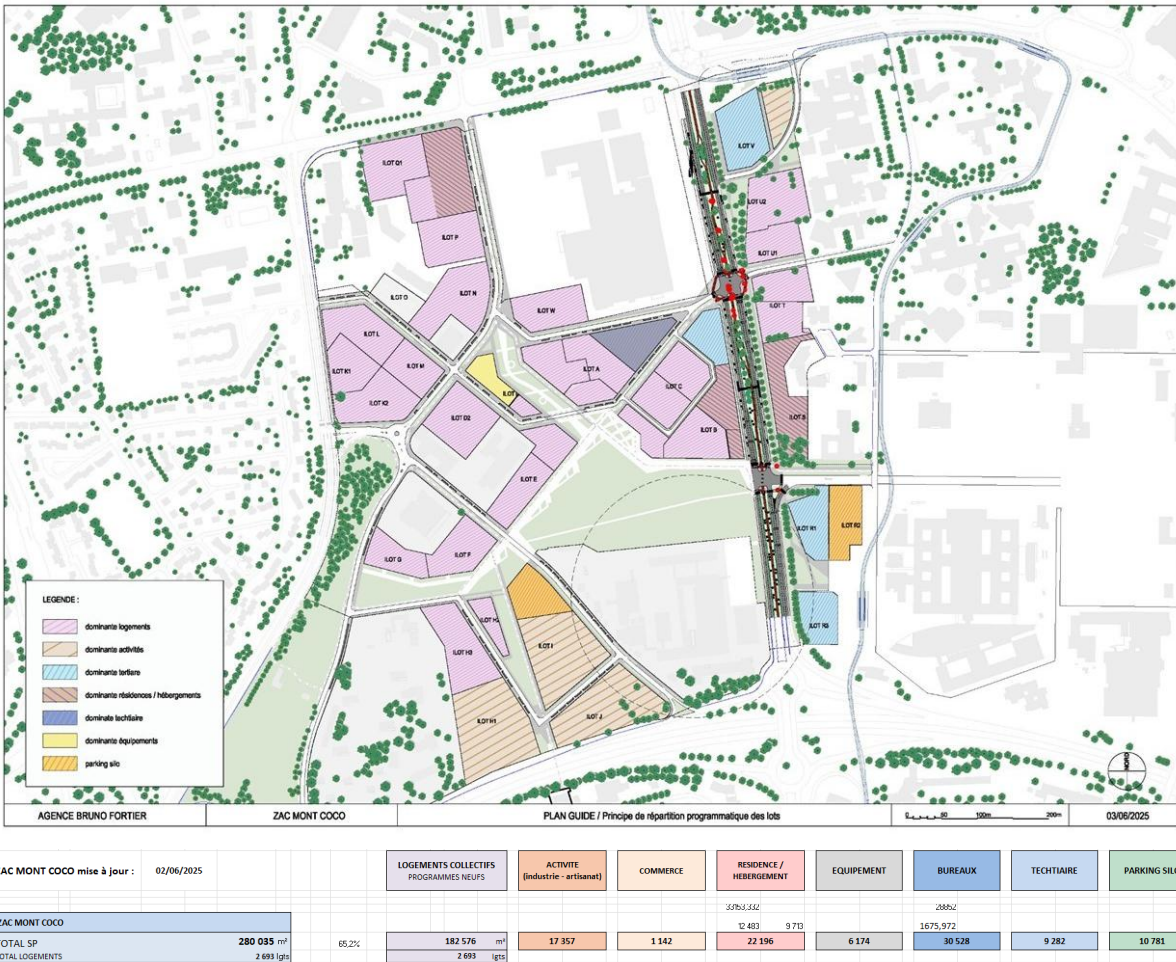 ILOT V
ILOT Q1
ILOT U2
ILOT P
ILOT U1
ILOT N
ILOT O
ILOT W
ILOT T
ILOT L
ILOT M
ILOT A
ILOT K1
ILOT C
ILOT K2
ILOT D2
ILOT B
ILOT S
ILOT E
ILOT R1
ILOT R2
ILOT F
ILOT G
LEGENDE :
dominante logements
dominante activités
dominante tertiare
dominante résidences / hébergements
dominate techtiaire
dominante équipements
parking silo
ILOT H3
ILOT I
ILOT R3
ILOT H1
ILOT J
NORD
AGENCE BRUNO FORTIER
ZAC MONT COCO
PLAN GUIDE / Principe de répartition programmatique des lots
0 50 100m 200m
03/06/2025
ZAC MONT COCO mise à jour : 02/06/2025
LOGEMENTS COLLECTIFS
PROGRAMMES NEUFS
ACTIVITE
(industrie - artisanat)
COMMERCE
RESIDENCE /
HEBERGEMENT
EQUIPEMENT
BUREAUX
TECHTIAIRE
PARKING SILO
33153,332 28852
ZAC MONT COCO 12 483 9 713 1675,972
TOTAL SP 280 035 m² 65,2% 182 576 m² 17 357 1 142 22 196 6 174 30 528 9 282 10 781
TOTAL LOGEMENTS 2 693 lgts 2 693 lgts